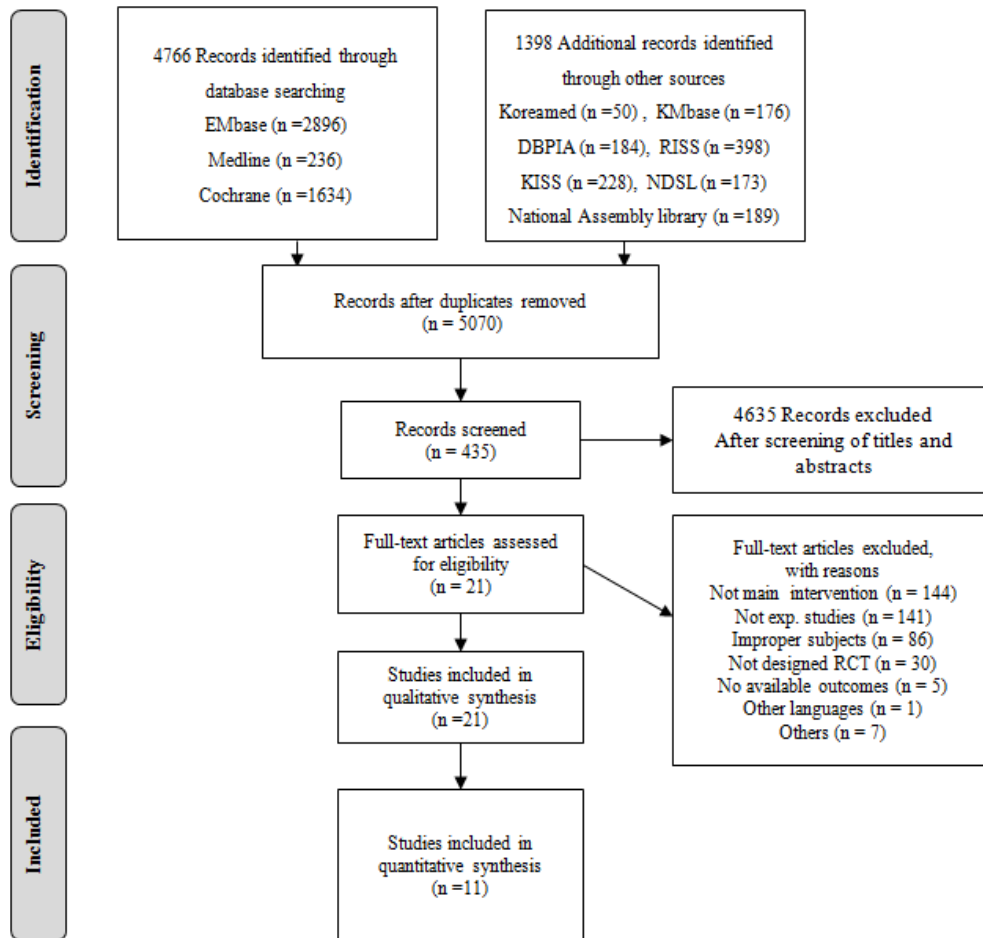 Identification
4766 Records identified through
database searching
EMbase (n =2896)
Medline (n =236)
Cochrane (n =1634)
1398 Additional records identified
through other sources
Koreamed (n =50) , KMbase (n =176)
DBPIA (n =184), RISS (n =398)
KISS (n =228), NDSL (n =173)
National Assembly library (n =189)
Screening
Records after duplicates removed
(n = 5070)
Records screened
(n = 435)
4635 Records excluded
After screening of titles and
abstracts
Eligibility
Full-text articles assessed
for eligibility
(n = 21)
Full-text articles excluded,
with reasons
Not main intervention (n = 144)
Not exp. studies (n = 141)
Improper subjects (n = 86)
Not designed RCT (n = 30)
No available outcomes (n = 5)
Other languages (n = 1)
Others (n = 7)
Studies included in
qualitative synthesis
(n =21)
Included
Studies included in
quantitative synthesis
(n =11)